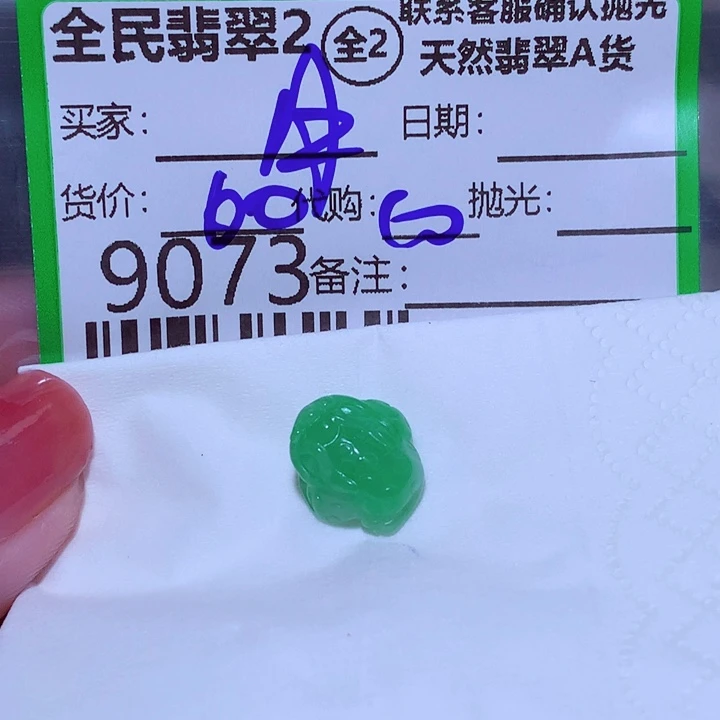 全民翡翠2 全2 联系客服确认抛光
天然翡翠A货
买家： 日期：
货价： 60 代购： 抛光：
9073 备注：